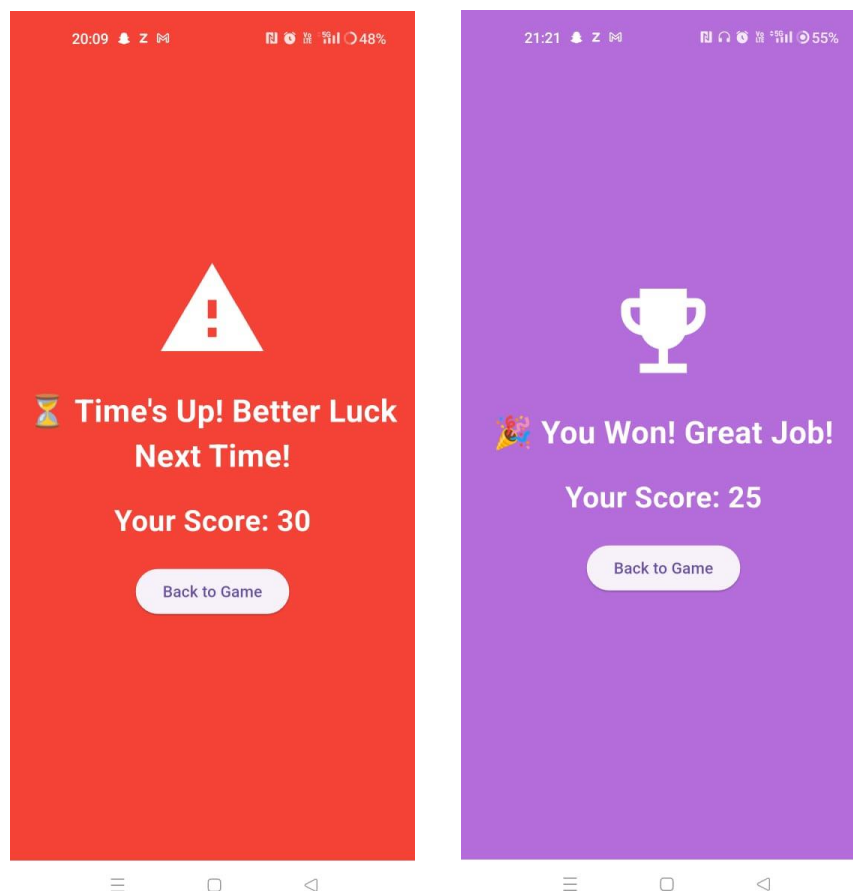 20:09 Z 48%
⏳ Time's Up! Better Luck
Next Time!
Your Score: 30
Back to Game
21:21 Z 55%
🎉 You Won! Great Job!
Your Score: 25
Back to Game